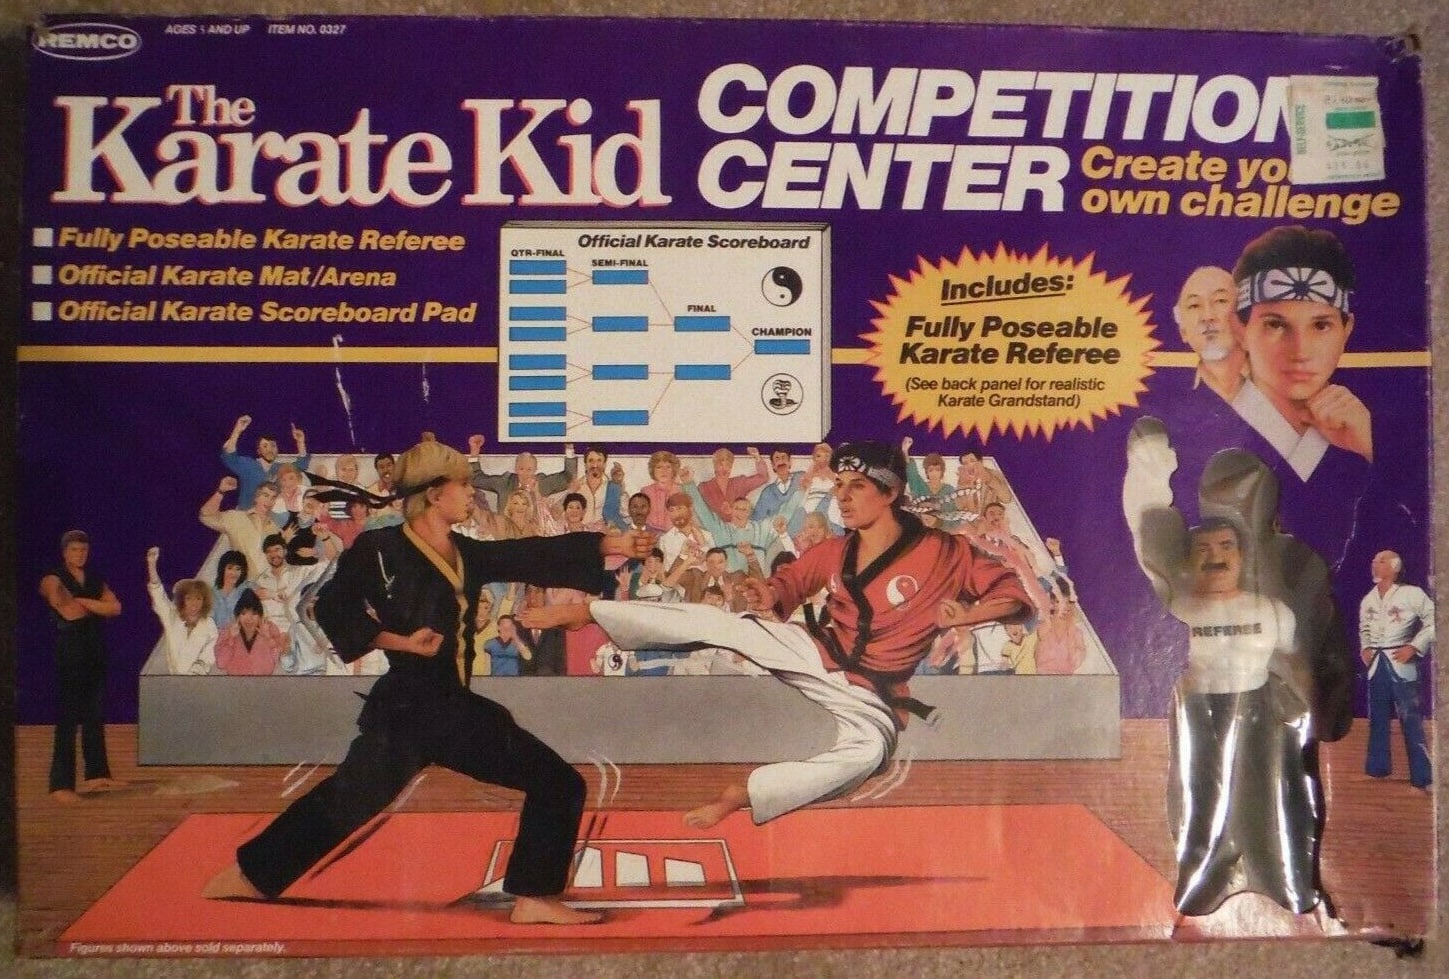 REMCO
AGES 5 AND UP ITEM NO. 0327
The
Karate Kid
COMPETITION
CENTER
Create you
own challenge
Fully Poseable Karate Referee
Official Karate Mat/Arena
Official Karate Scoreboard Pad
Official Karate Scoreboard
QTR-FINAL
SEMI-FINAL
FINAL
CHAMPION
Includes:
Fully Poseable
Karate Referee
(See back panel for realistic
Karate Grandstand)
REFEREE
Figures shown above sold separately.